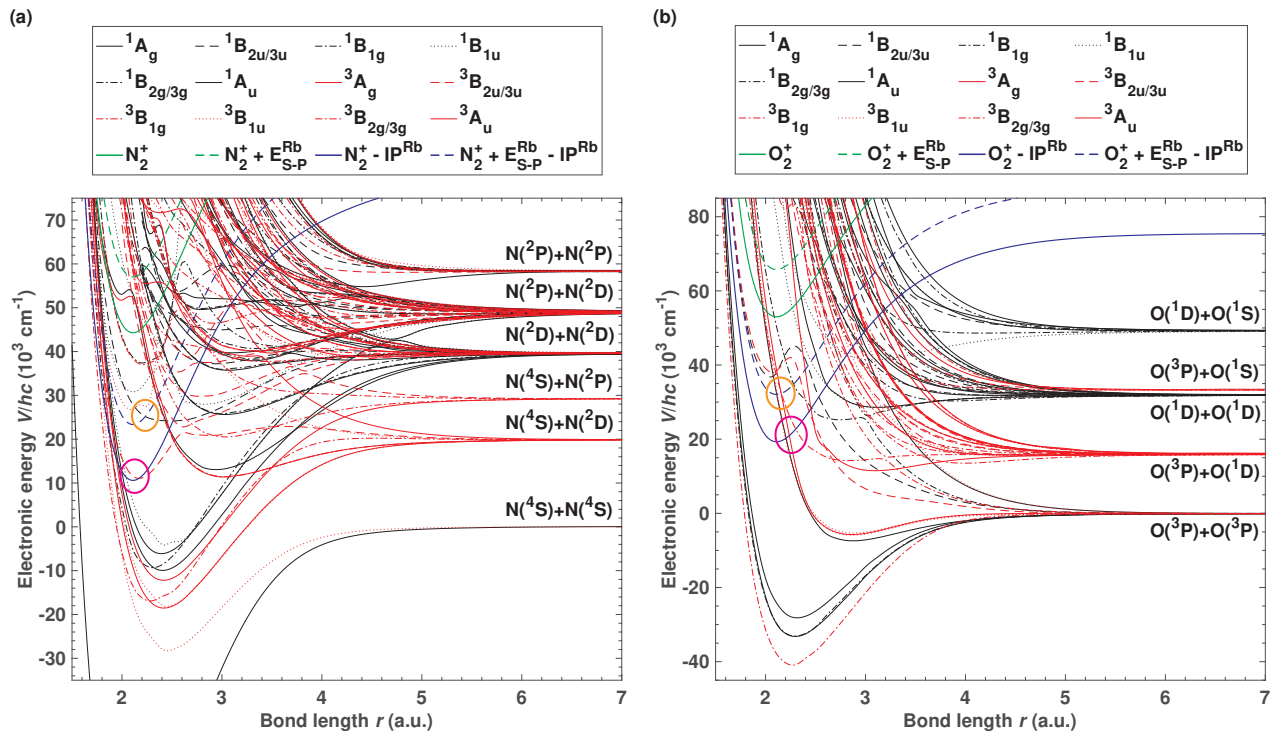 (a)
¹A_g ¹B_2u/3u ¹B_1g ¹B_1u
¹B_2g/3g ¹A_u ³A_g ³B_2u/3u
³B_1g ³B_1u ³B_2g/3g ³A_u
N₂⁺ N₂⁺ + E_S-P^Rb N₂⁺ - IP^Rb N₂⁺ + E_S-P^Rb - IP^Rb
Electronic energy V/hc (10³ cm⁻¹)
70
60
50
40
30
20
10
0
-10
-20
-30
N(²P)+N(²P)
N(²P)+N(²D)
N(²D)+N(²D)
N(⁴S)+N(²P)
N(⁴S)+N(²D)
N(⁴S)+N(⁴S)
2 3 4 5 6 7
Bond length r (a.u.)
(b)
¹A_g ¹B_2u/3u ¹B_1g ¹B_1u
¹B_2g/3g ¹A_u ³A_g ³B_2u/3u
³B_1g ³B_1u ³B_2g/3g ³A_u
O₂⁺ O₂⁺ + E_S-P^Rb O₂⁺ - IP^Rb O₂⁺ + E_S-P^Rb - IP^Rb
Electronic energy V/hc (10³ cm⁻¹)
80
60
40
20
0
-20
-40
O(¹D)+O(¹S)
O(³P)+O(¹S)
O(¹D)+O(¹D)
O(³P)+O(¹D)
O(³P)+O(³P)
2 3 4 5 6 7
Bond length r (a.u.)